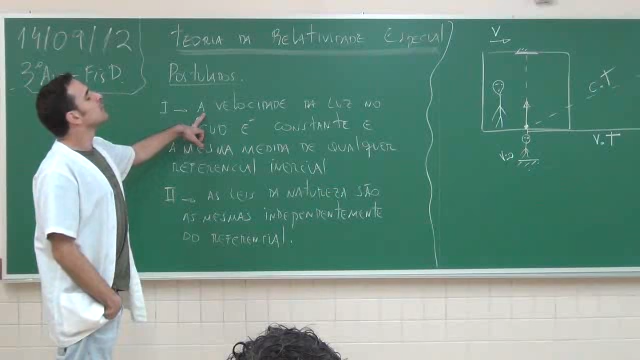 14/09/12
3º A Fis D.
TEORIA DA RELATIVIDADE ESPECIAL
POSTULADOS.
I → A VELOCIDADE DA LUZ NO
É CONSTANTE E
A MESMA MEDIDA DE QUALQUER
REFERENCIAL INERCIAL
II → AS LEIS DA NATUREZA SÃO
AS MESMAS INDEPENDENTEMENTE
DO REFERENCIAL.
V
C.T
V=0
V.T